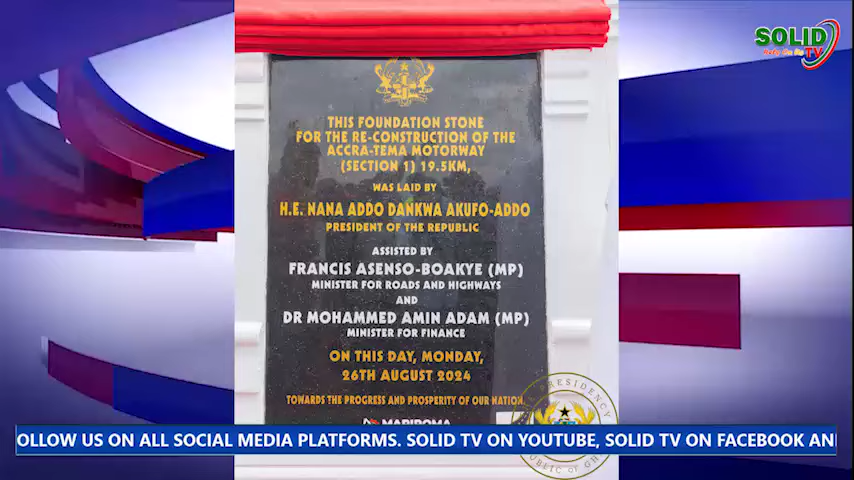 SOLID
TV
THIS FOUNDATION STONE
FOR THE RE-CONSTRUCTION OF THE
ACCRA-TEMA MOTORWAY
(SECTION 1) 19.5KM,
WAS LAID BY
H.E. NANA ADDO DANKWA AKUFO-ADDO
PRESIDENT OF THE REPUBLIC
ASSISTED BY
FRANCIS ASENSO-BOAKYE (MP)
MINISTER FOR ROADS AND HIGHWAYS
AND
DR MOHAMMED AMIN ADAM (MP)
MINISTER FOR FINANCE
ON THIS DAY, MONDAY,
26TH AUGUST 2024
TOWARDS THE PROGRESS AND PROSPERITY OF OUR NATION.
PRESIDENCY
OLLOW US ON ALL SOCIAL MEDIA PLATFORMS. SOLID TV ON YOUTUBE, SOLID TV ON FACEBOOK AN